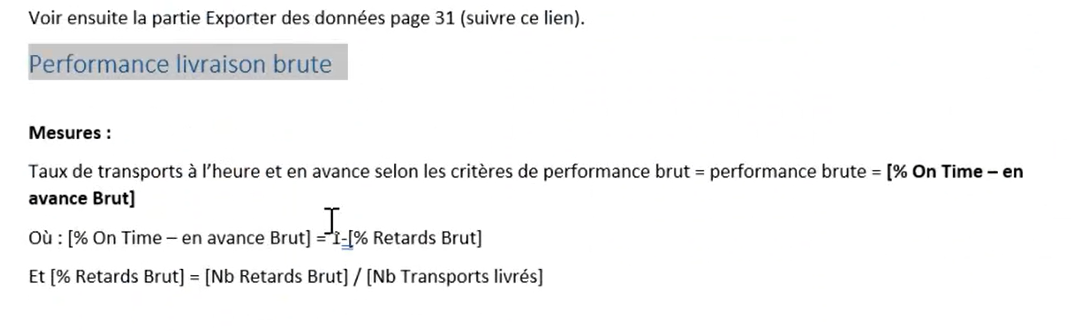 Voir ensuite la partie Exporter des données page 31 (suivre ce lien).
Performance livraison brute
Mesures :
Taux de transports à l’heure et en avance selon les critères de performance brut = performance brute = [% On Time – en
avance Brut]
Où : [% On Time – en avance Brut] = 1-[% Retards Brut]
Et [% Retards Brut] = [Nb Retards Brut] / [Nb Transports livrés]